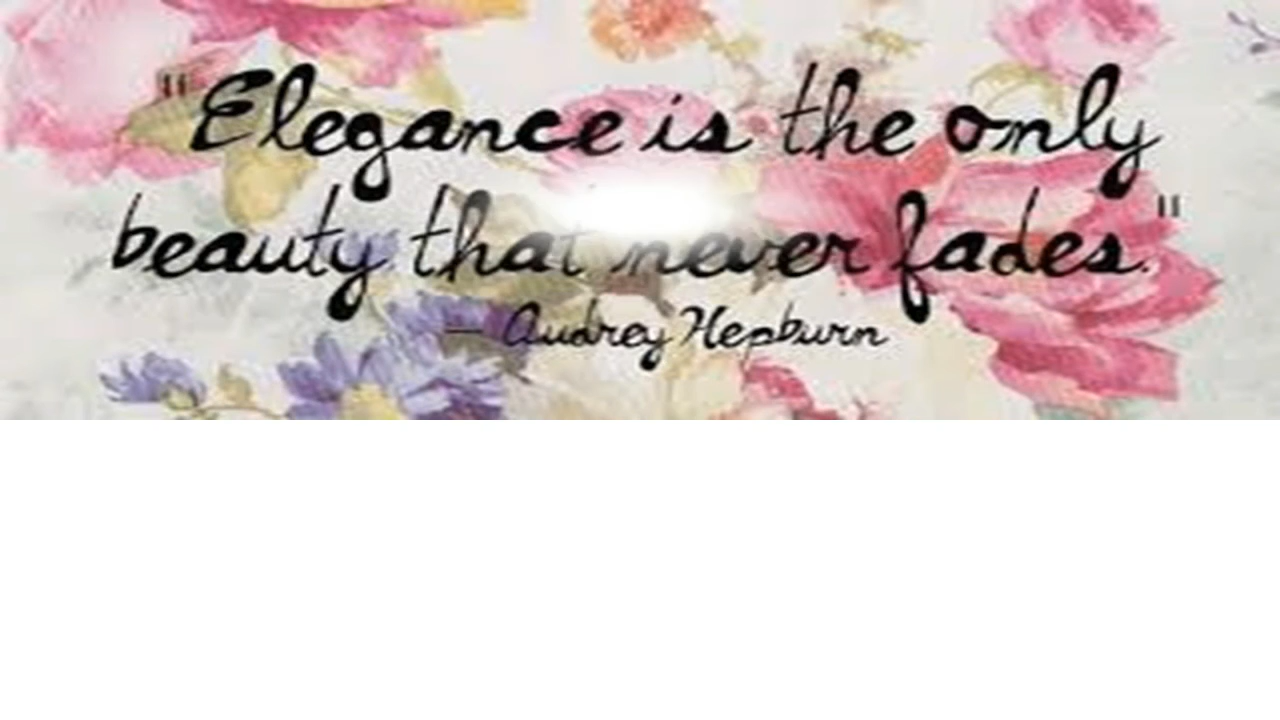 "Elegance is the only
beauty that never fades."
— Audrey Hepburn